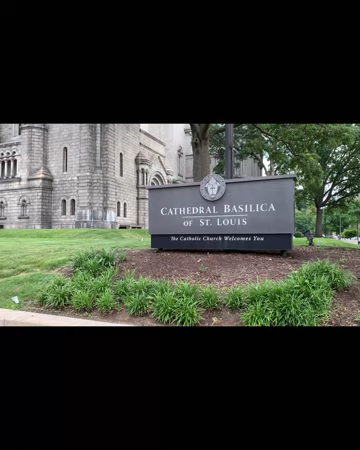 CATHEDRAL BASILICA
OF ST. LOUIS
The Catholic Church Welcomes You